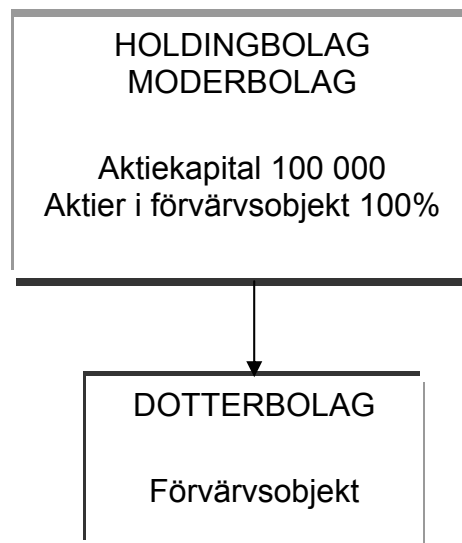 HOLDINGBOLAG
MODERBOLAG
Aktiekapital 100 000
Aktier i förvärvsobjekt 100%
DOTTERBOLAG
Förvärvsobjekt